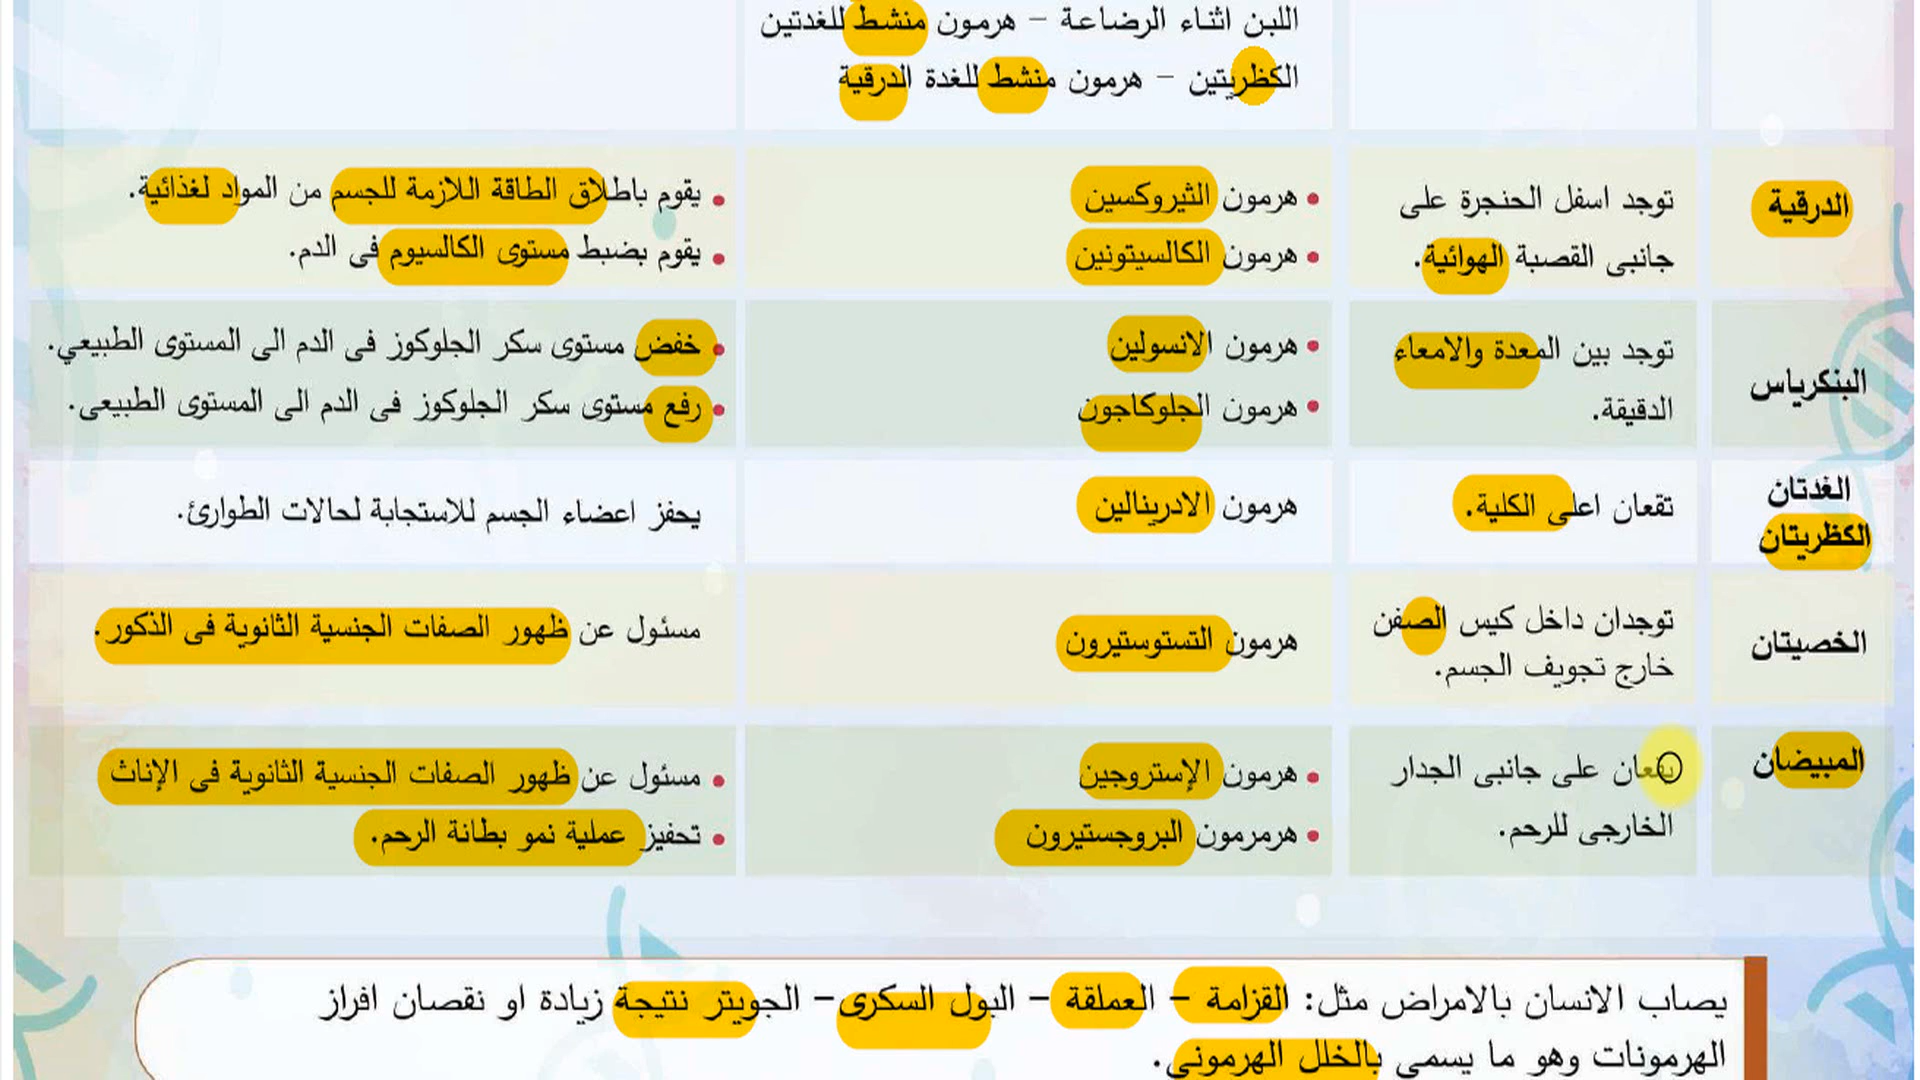 اللبن اثناء الرضاعة – هرمون منشط للغدتين
الكظريتين – هرمون منشط للغدة الدرقية
الدرقية
توجد اسفل الحنجرة على
جانبى القصبة الهوائية.
هرمون الثيروكسين
هرمون الكالسيتونين
يقوم باطلاق الطاقة اللازمة للجسم من المواد لغذائية.
يقوم بضبط مستوى الكالسيوم فى الدم.
البنكرياس
توجد بين المعدة والامعاء
الدقيقة.
هرمون الانسولين
هرمون الجلوكاجون
خفض مستوى سكر الجلوكوز فى الدم الى المستوى الطبيعي.
رفع مستوى سكر الجلوكوز فى الدم الى المستوى الطبيعى.
الغدتان
الكظريتان
تقعان اعلى الكلية.
هرمون الادرينالين
يحفز اعضاء الجسم للاستجابة لحالات الطوارئ.
الخصيتان
توجدان داخل كيس الصفن
خارج تجويف الجسم.
هرمون التستوستيرون
مسئول عن ظهور الصفات الجنسية الثانوية فى الذكور.
المبيضان
يقعان على جانبى الجدار
الخارجى للرحم.
هرمون الإستروجين
هرمرمون البروجستيرون
مسئول عن ظهور الصفات الجنسية الثانوية فى الإناث
تحفيز عملية نمو بطانة الرحم.
يصاب الانسان بالامراض مثل: القزامة – العملقة – البول السكرى – الجويتر نتيجة زيادة او نقصان افراز
الهرمونات وهو ما يسمى بالخلل الهرمونى.